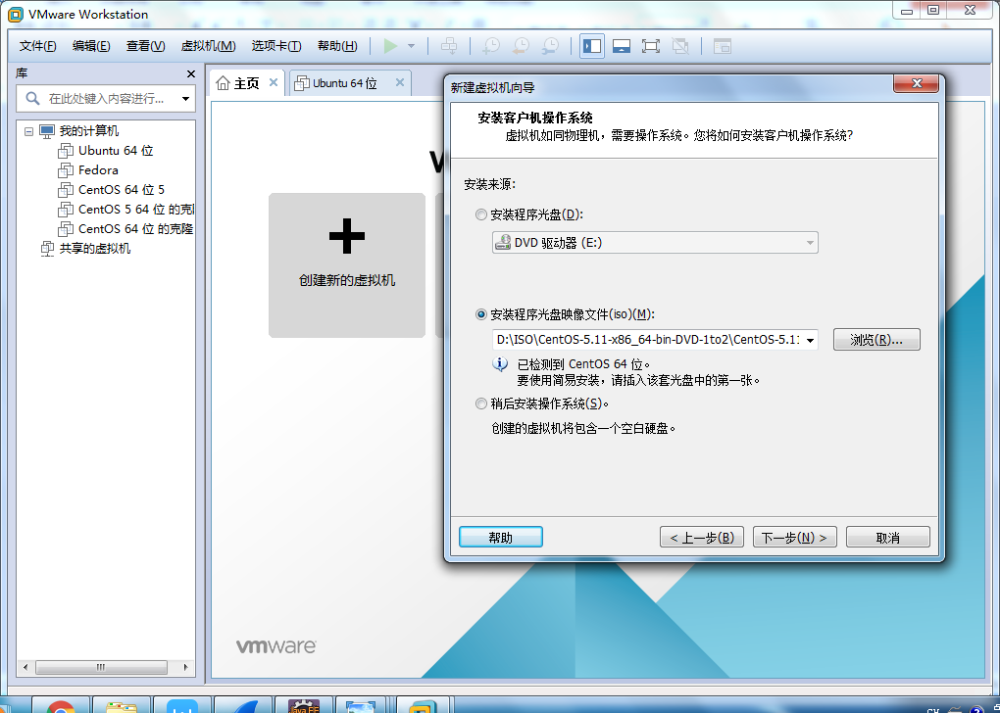 VMware Workstation
文件(F) 编辑(E) 查看(V) 虚拟机(M) 选项卡(T) 帮助(H)
库
在此处键入内容进行...
我的计算机
Ubuntu 64 位
Fedora
CentOS 64 位 5
CentOS 5 64 位 的克
CentOS 64 位 的克隆
共享的虚拟机
主页
Ubuntu 64 位
创建新的虚拟机
vmware
新建虚拟机向导
安装客户机操作系统
虚拟机如同物理机，需要操作系统。您将如何安装客户机操作系统?
安装来源:
安装程序光盘(D):
DVD 驱动器 (E:)
安装程序光盘映像文件(iso)(M):
D:\ISO\CentOS-5.11-x86_64-bin-DVD-1to2\CentOS-5.11
浏览(R)...
已检测到 CentOS 64 位。
要使用简易安装，请插入该套光盘中的第一张。
稍后安装操作系统(S)。
创建的虚拟机将包含一个空白硬盘。
帮助
< 上一步(B)
下一步(N) >
取消
Java EE